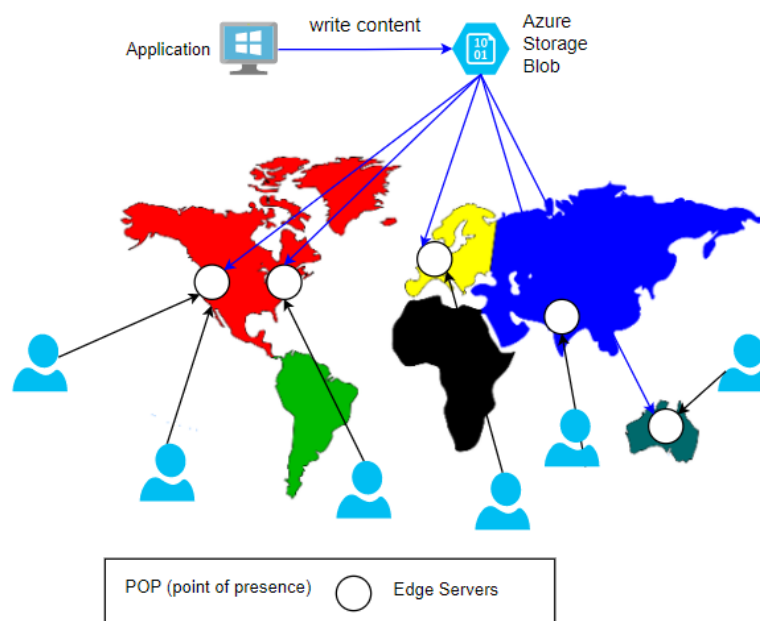 write content
Application
10
01
Azure
Storage
Blob
POP (point of presence)
Edge Servers